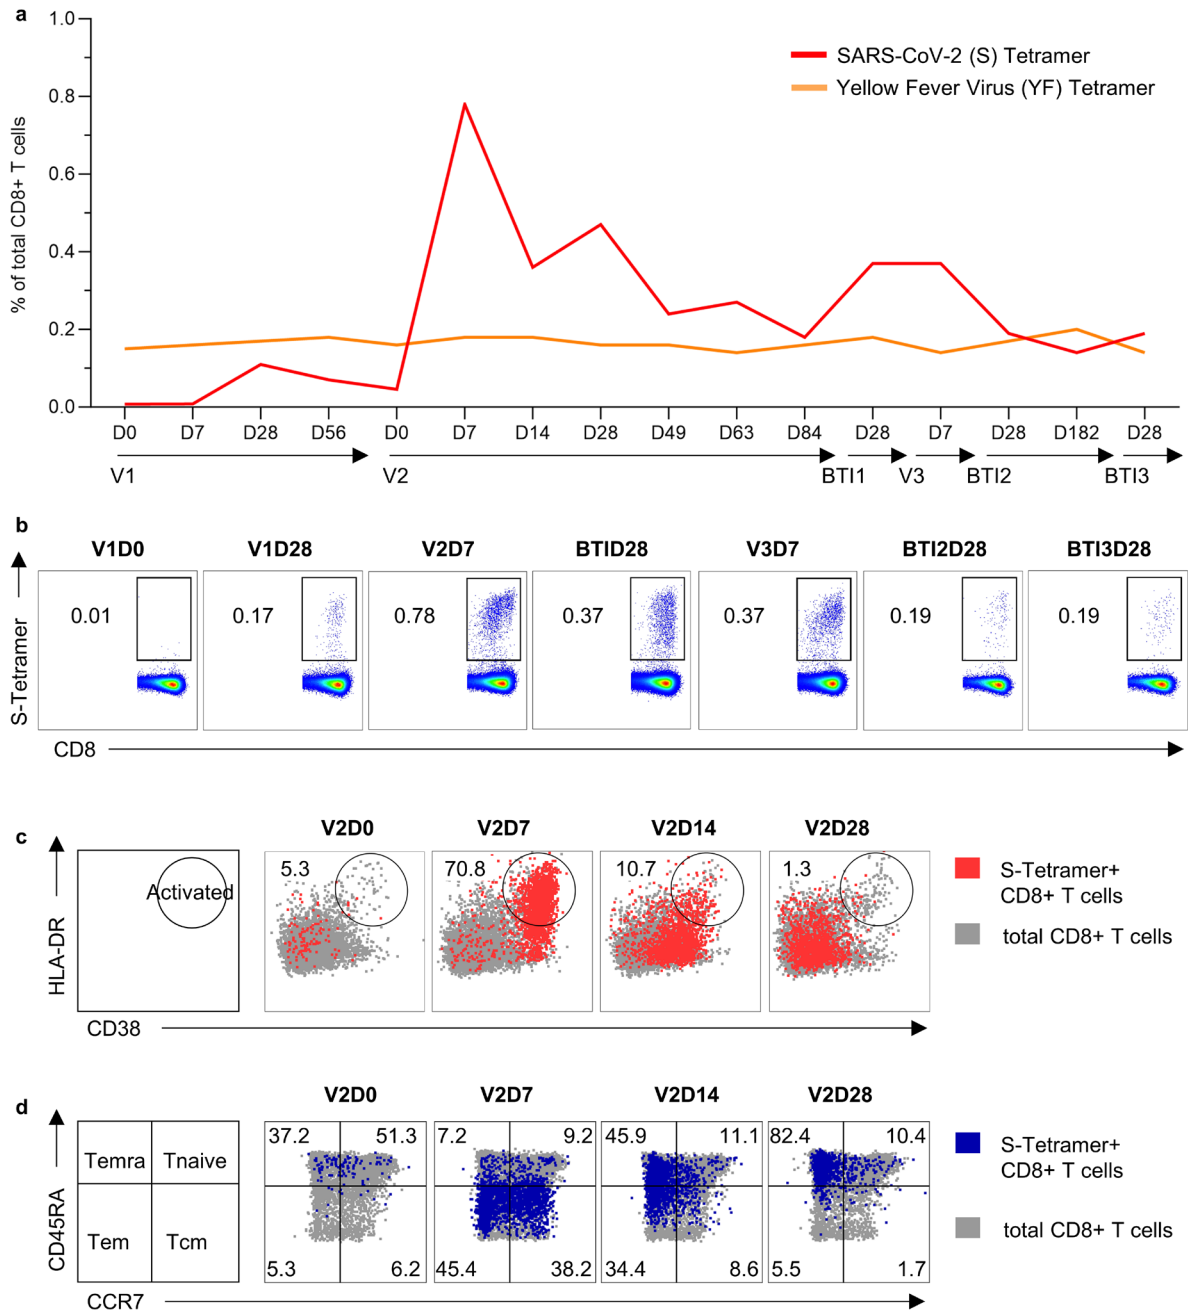 a
1.0
0.8
0.6
0.4
0.2
0.0
% of total CD8+ T cells
SARS-CoV-2 (S) Tetramer
Yellow Fever Virus (YF) Tetramer
D0 D7 D28 D56 D0 D7 D14 D28 D49 D63 D84 D28 D7 D28 D182 D28
V1 V2 BTI1 V3 BTI2 BTI3
b
V1D0 V1D28 V2D7 BTID28 V3D7 BTI2D28 BTI3D28
0.01 0.17 0.78 0.37 0.37 0.19 0.19
S-Tetramer
CD8
c
V2D0 V2D7 V2D14 V2D28
HLA-DR
Activated
5.3 70.8 10.7 1.3
S-Tetramer+
CD8+ T cells
total CD8+ T cells
CD38
d
V2D0 V2D7 V2D14 V2D28
CD45RA
Temra Tnaive
Tem Tcm
37.2 51.3 7.2 9.2 45.9 11.1 82.4 10.4
5.3 6.2 45.4 38.2 34.4 8.6 5.5 1.7
S-Tetramer+
CD8+ T cells
total CD8+ T cells
CCR7